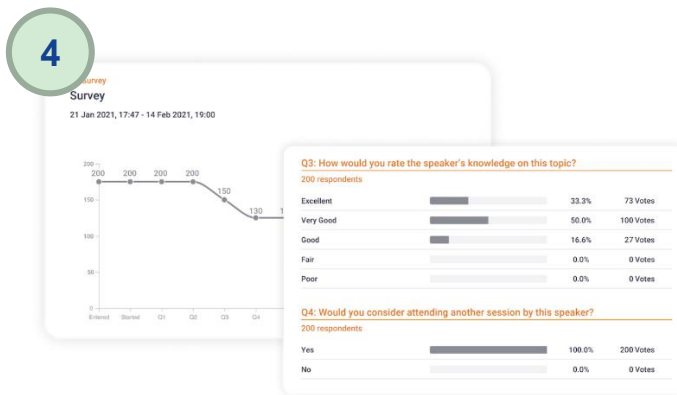 4
Survey
Survey
21 Jan 2021, 17:47 - 14 Feb 2021, 19:00
200
200 200 200 200
150
150
130
100
50
0
Entered Started Q1 Q2 Q3 Q4
Q3: How would you rate the speaker's knowledge on this topic?
200 respondents
Excellent 33.3% 73 Votes
Very Good 50.0% 100 Votes
Good 16.6% 27 Votes
Fair 0.0% 0 Votes
Poor 0.0% 0 Votes
Q4: Would you consider attending another session by this speaker?
200 respondents
Yes 100.0% 200 Votes
No 0.0% 0 Votes